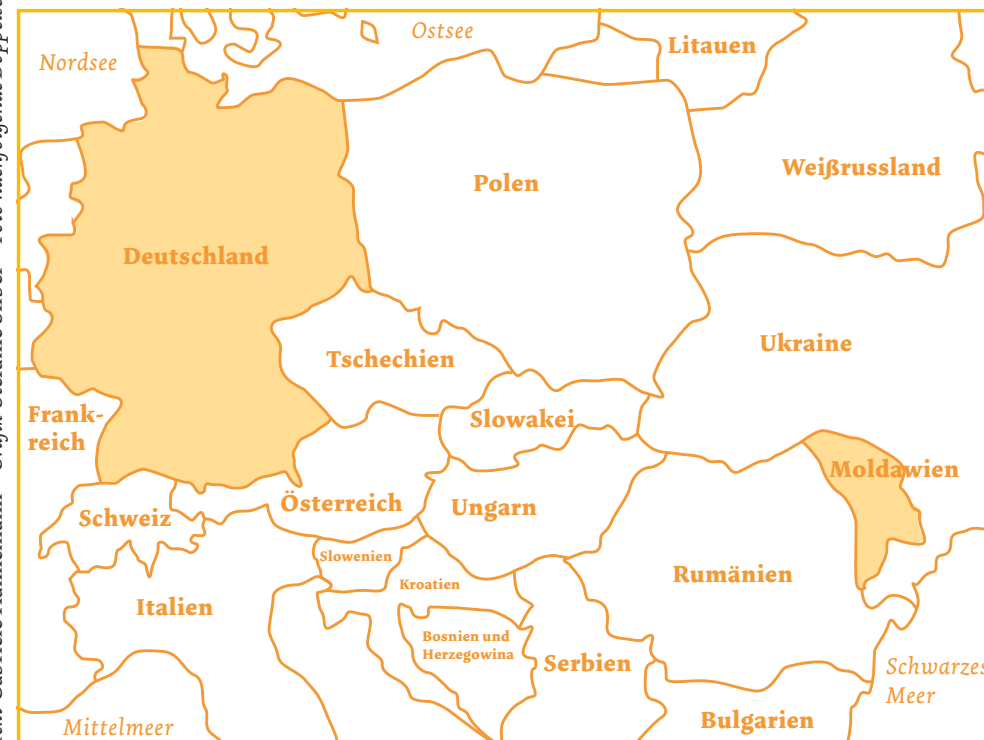 Ostsee
Litauen
Nordsee
Weißrussland
Polen
Deutschland
Ukraine
Tschechien
Frank-
reich
Slowakei
Moldawien
Österreich
Ungarn
Schweiz
Slowenien
Rumänien
Kroatien
Italien
Bosnien und
Herzegowina
Serbien
Schwarzes
Meer
Bulgarien
Mittelmeer